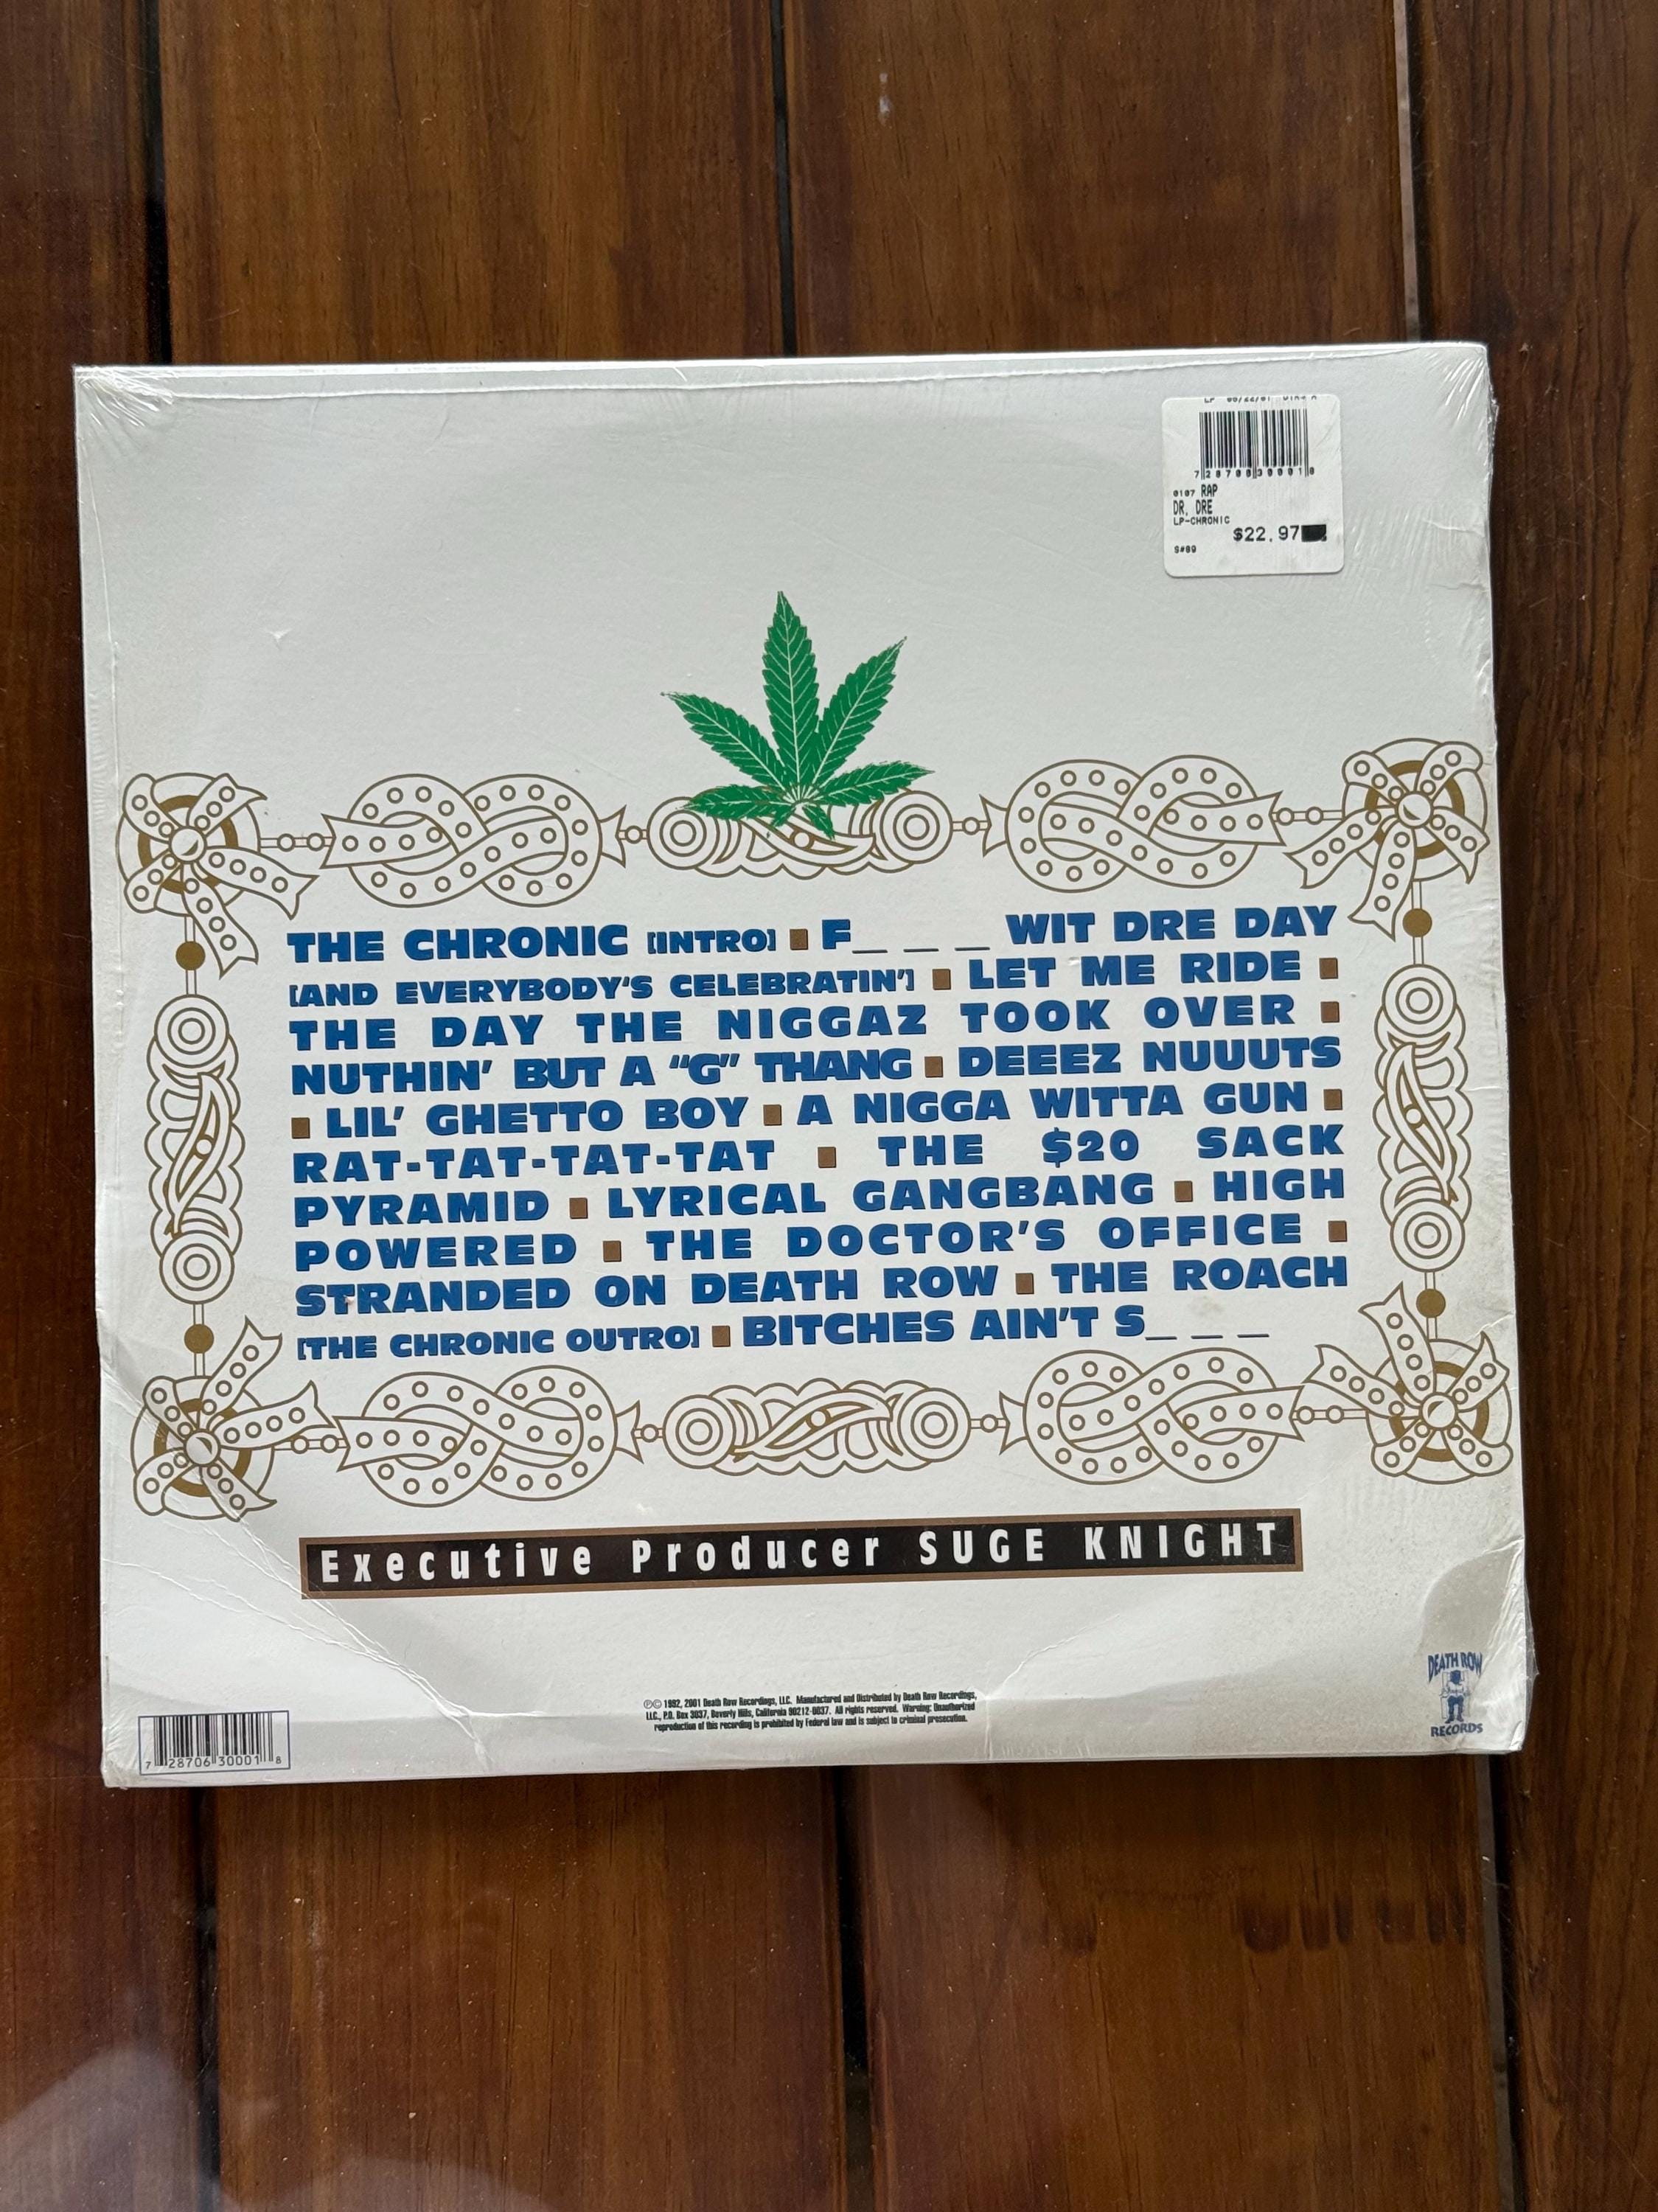 7 28706 30001 8
0107 RAP
DR. DRE
LP-CHRONIC
$22.97
S#89
THE CHRONIC [INTRO] ▪ F_ _ _ WIT DRE DAY
[AND EVERYBODY'S CELEBRATIN'] ▪ LET ME RIDE ▪
THE DAY THE NIGGAZ TOOK OVER ▪
NUTHIN' BUT A "G" THANG ▪ DEEEZ NUUUTS
▪ LIL' GHETTO BOY ▪ A NIGGA WITTA GUN ▪
RAT-TAT-TAT-TAT ▪ THE $20 SACK
PYRAMID ▪ LYRICAL GANGBANG ▪ HIGH
POWERED ▪ THE DOCTOR'S OFFICE ▪
STRANDED ON DEATH ROW ▪ THE ROACH
[THE CHRONIC OUTRO] ▪ BITCHES AIN'T S_ _ _
Executive Producer SUGE KNIGHT
℗© 1992, 2001 Death Row Recordings, LLC. Manufactured and Distributed by Death Row Recordings,
LLC., P.O. Box 3037, Beverly Hills, California 90212-0037. All rights reserved. Warning: Unauthorized
reproduction of this recording is prohibited by Federal law and is subject to criminal prosecution.
DEATH ROW
RECORDS
7 28706 30001 8